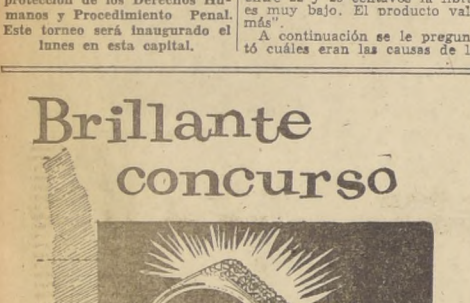 protección de los Derechos Hu-
manos y Procedimiento Penal.
Este torneo será inaugurado el
lunes en esta capital.
es muy bajo. El producto val
más".
A continuación se le pregun
tó cuáles eran las causas de l
Brillante
concurso